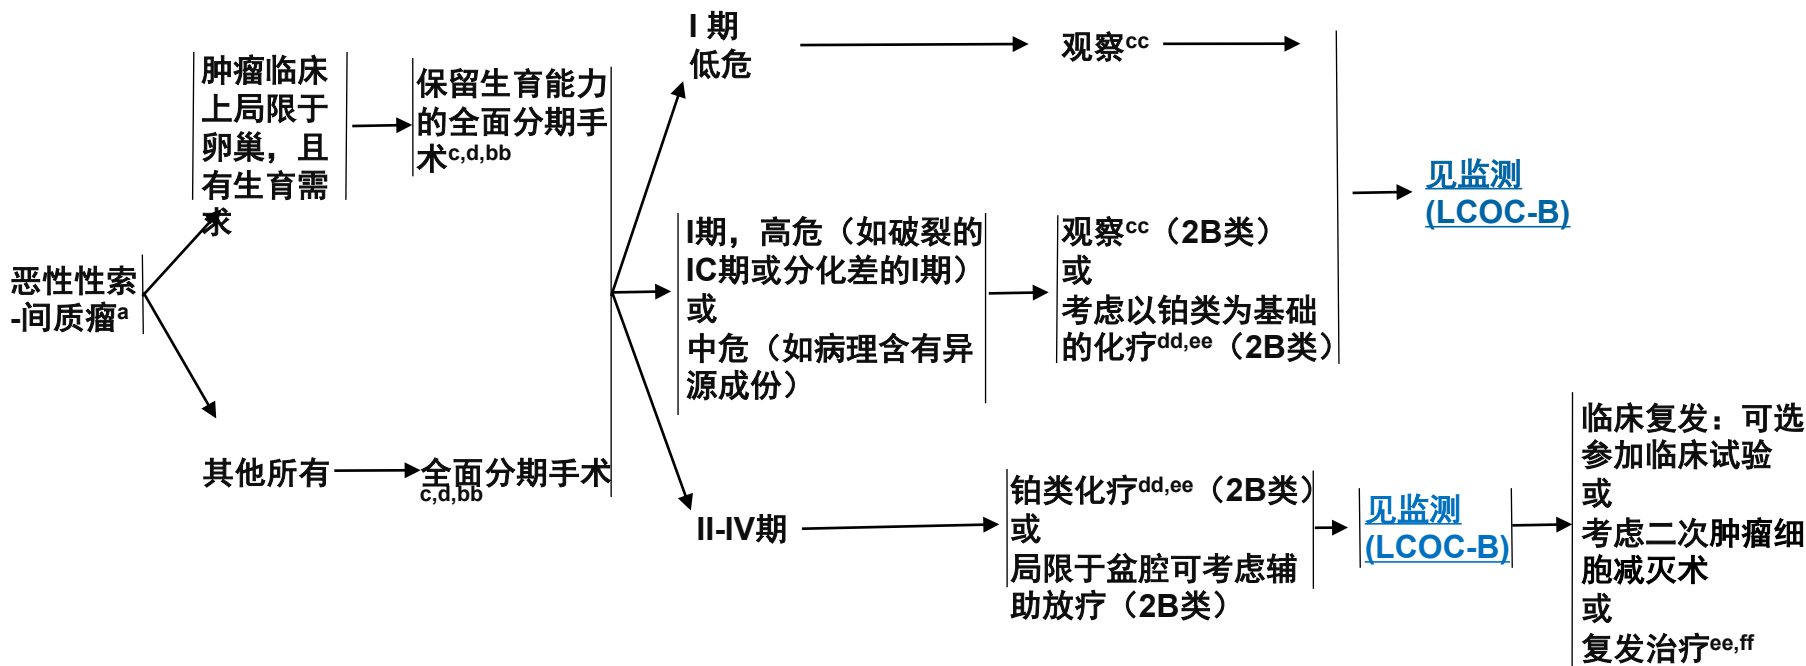 恶性性索
-间质瘤a
肿瘤临床
上局限于
卵巢，且
有生育需
求
保留生育能力
的全面分期手
术c,d,bb
其他所有
全面分期手术
c,d,bb
I 期
低危
观察cc
I期，高危（如破裂的
IC期或分化差的I期）
或
中危（如病理含有异
源成份）
观察cc（2B类）
或
考虑以铂类为基础
的化疗dd,ee（2B类）
见监测
(LCOC-B)
II-IV期
铂类化疗dd,ee（2B类）
或
局限于盆腔可考虑辅
助放疗（2B类）
见监测
(LCOC-B)
临床复发：可选
参加临床试验
或
考虑二次肿瘤细
胞减灭术
或
复发治疗ee,ff